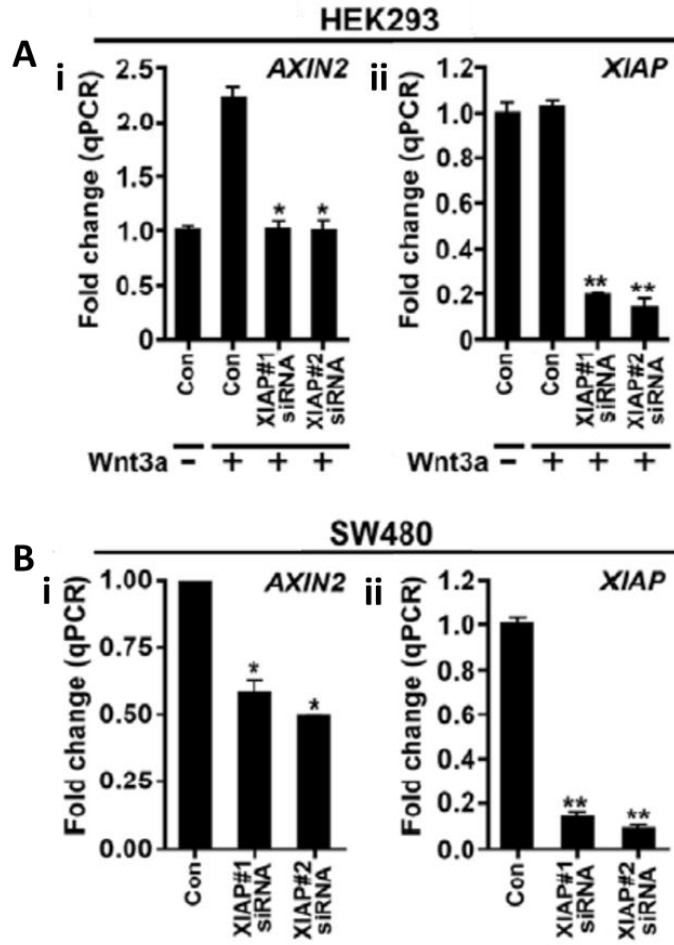 HEK293
A
i
AXIN2
Fold change (qPCR)
2.5
2.0
1.5
1.0
0.5
0
*
*
Con
Con
XIAP#1 siRNA
XIAP#2 siRNA
Wnt3a − + + +
ii
XIAP
Fold change (qPCR)
1.2
1.0
0.8
0.6
0.4
0.2
0
**
**
Con
Con
XIAP#1 siRNA
XIAP#2 siRNA
Wnt3a − + + +
SW480
B
i
AXIN2
Fold change (qPCR)
1.00
0.75
0.50
0.25
0.00
*
*
Con
XIAP#1 siRNA
XIAP#2 siRNA
ii
XIAP
Fold change (qPCR)
1.2
1.0
0.8
0.6
0.4
0.2
0.0
**
**
Con
XIAP#1 siRNA
XIAP#2 siRNA